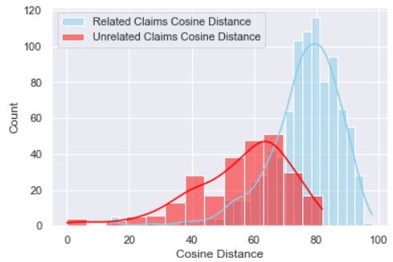 120
100
80
60
40
20
0
Count
Related Claims Cosine Distance
Unrelated Claims Cosine Distance
0 20 40 60 80 100
Cosine Distance